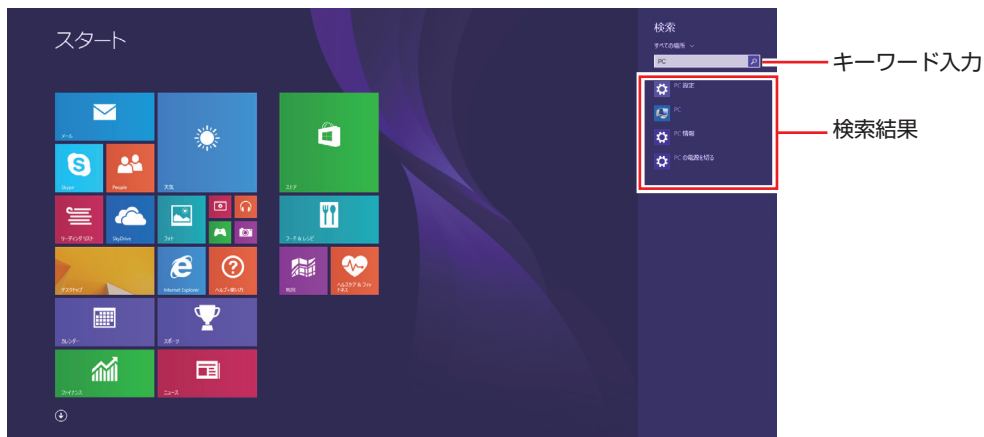 スタート
検索
すべての場所
PC
キーワード入力
PC 設定
PC
PC 情報
PC の電源を切る
検索結果
メール
Skype
People
天気
ストア
リーディング リスト
SkyDrive
フォト
フード & レシピ
デスクトップ
Internet Explorer
ヘルプ+使い方
地図
ヘルスケア & フィッ
トネス
カレンダー
スポーツ
ファイナンス
ニュース